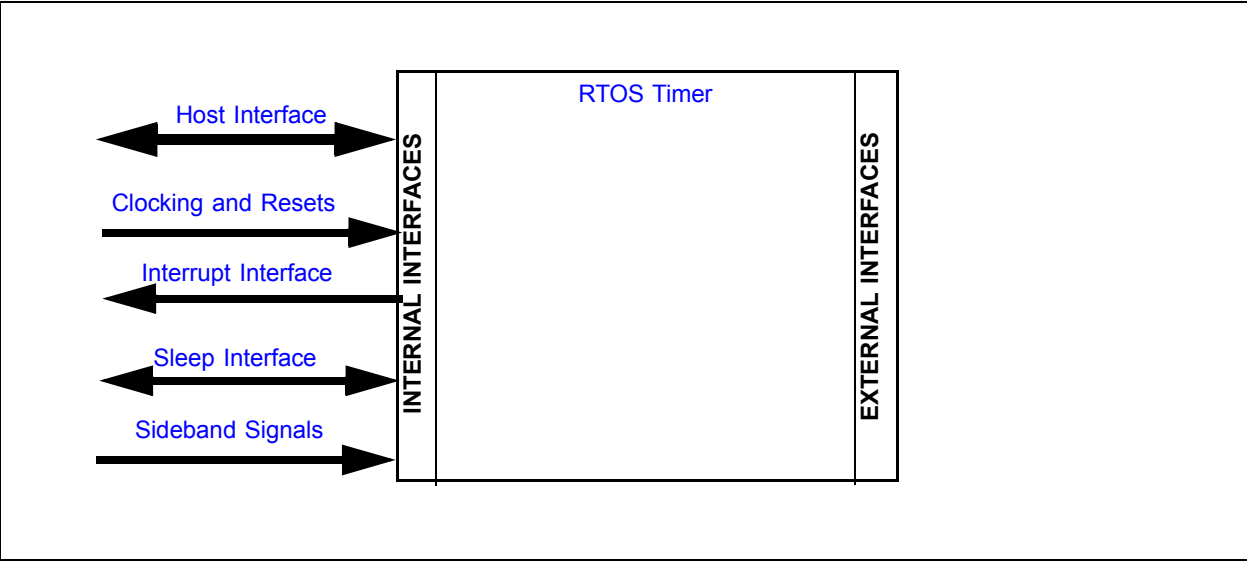 RTOS Timer
Host Interface
Clocking and Resets
Interrupt Interface
Sleep Interface
Sideband Signals
INTERNAL INTERFACES
EXTERNAL INTERFACES